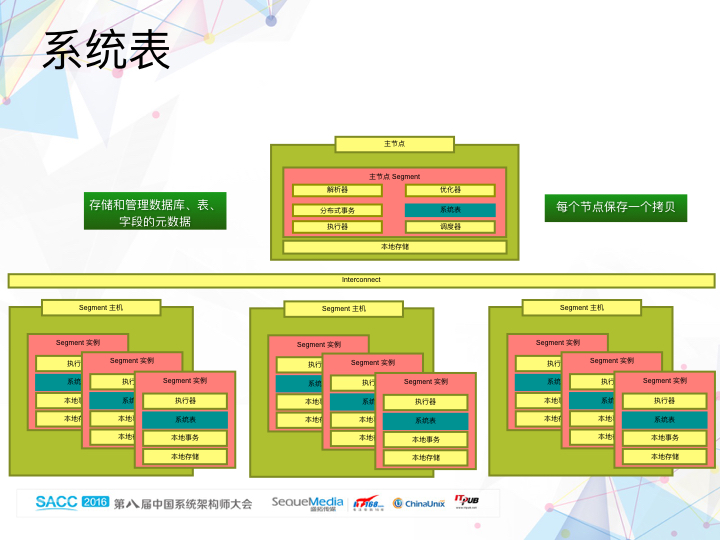 系统表
主节点
主节点 Segment
解析器
优化器
分布式事务
系统表
执行器
调度器
本地存储
存储和管理数据库、表、
字段的元数据
每个节点保存一个拷贝
Interconnect
Segment 主机
Segment 实例
执行
系统
本地
本地
Segment 实例
执行
系统
本地
本地
Segment 实例
执行器
系统表
本地事务
本地存储
Segment 主机
Segment 实例
执行
系统
本地
本地
Segment 实例
执行
系统
本地
本地
Segment 实例
执行器
系统表
本地事务
本地存储
Segment 主机
Segment 实例
执行
系统
本地
本地
Segment 实例
执行
系统
本地
本地
Segment 实例
执行器
系统表
本地事务
本地存储
SACC 2016 第八届中国系统架构师大会
SequeMedia
盛拓传媒
IT168.com
ChinaUnix
ITPUB
www.itpub.net